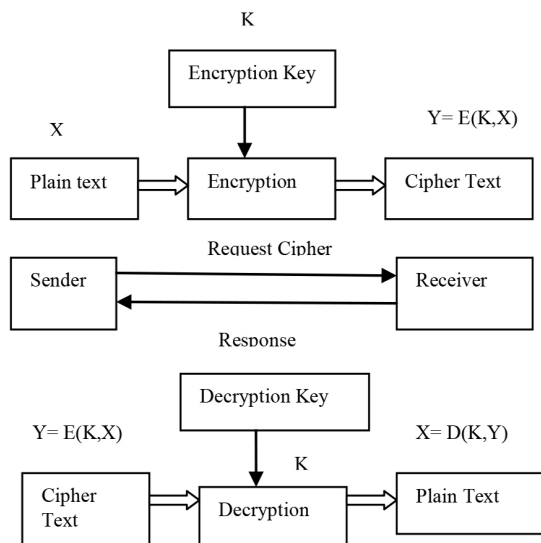 K
Encryption Key
X
Y= E(K,X)
Plain text
Encryption
Cipher Text
Request Cipher
Sender
Receiver
Response
Decryption Key
Y= E(K,X)
X= D(K,Y)
K
Cipher
Text
Decryption
Plain Text